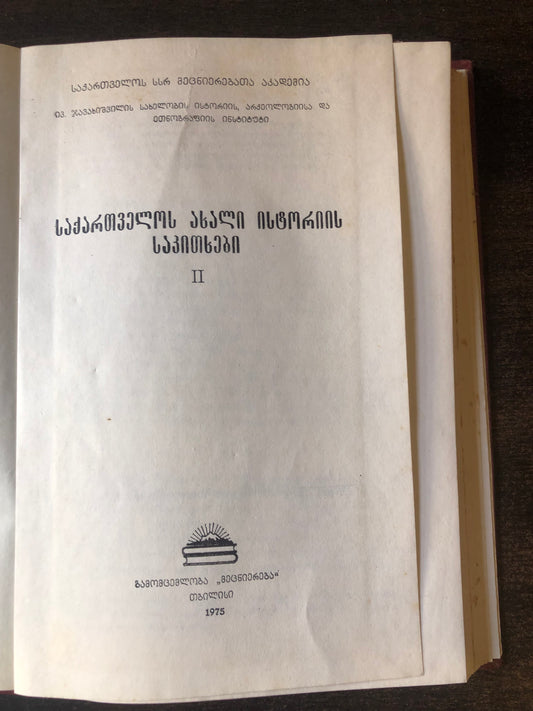 საქართველოს სსრ მეცნიერებათა აკადემია
ივ. ჯავახიშვილის სახელობის ისტორიის, არქეოლოგიისა და
ეთნოგრაფიის ინსტიტუტი
საქართველოს ახალი ისტორიის
საკითხები
II
გამომცემლობა „მეცნიერება“
თბილისი
1975